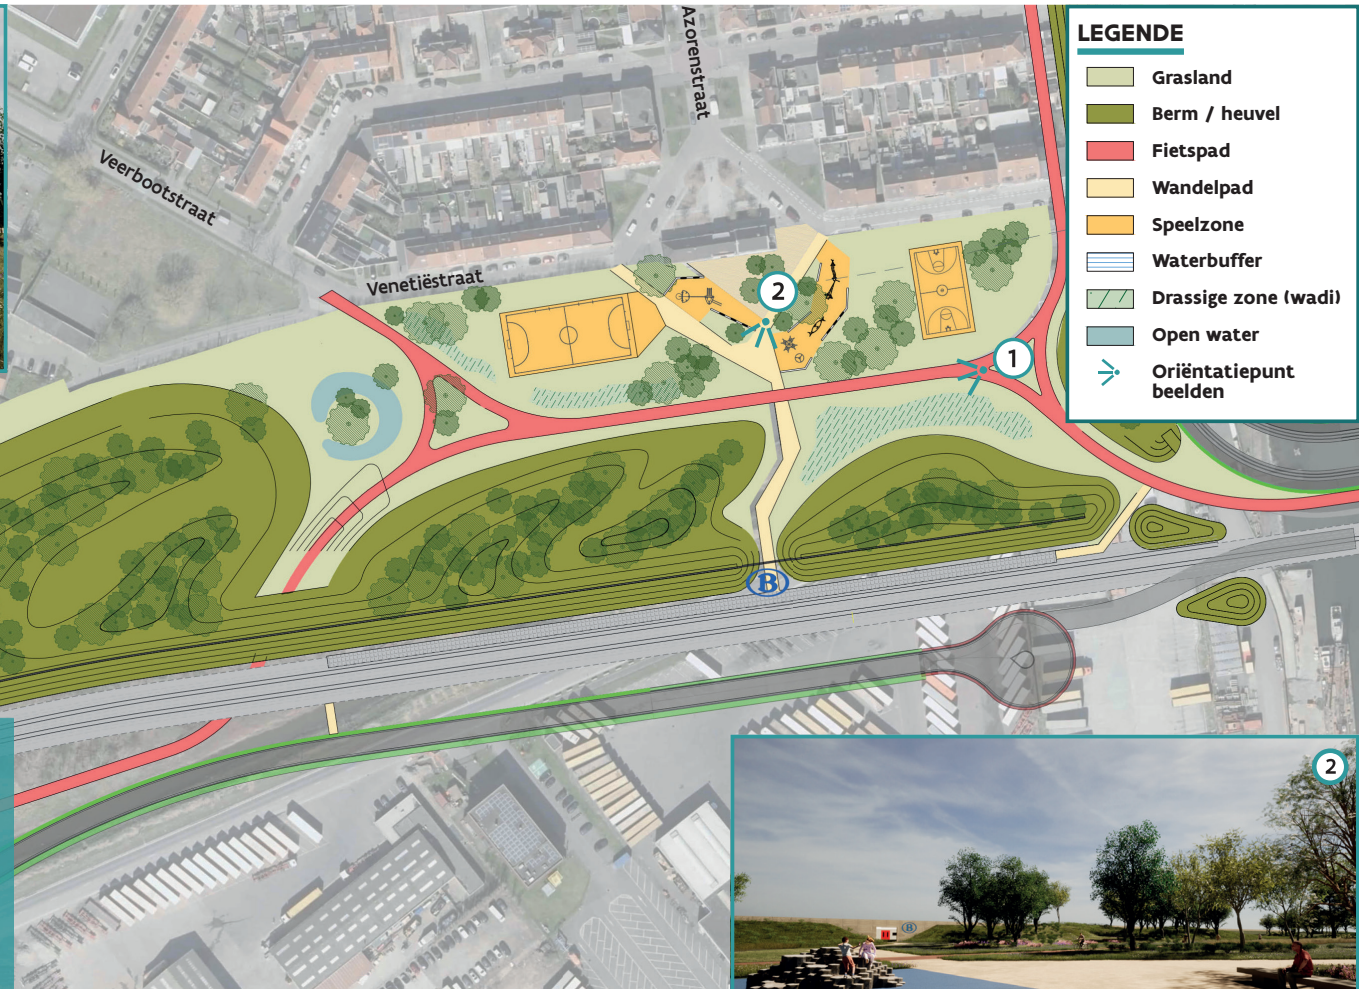 Azorenstraat
Veerbootstraat
Venetiëstraat
2
1
B
LEGENDE
Grasland
Berm / heuvel
Fietspad
Wandelpad
Speelzone
Waterbuffer
Drassige zone (wadi)
Open water
Oriëntatiepunt
beelden
2
B